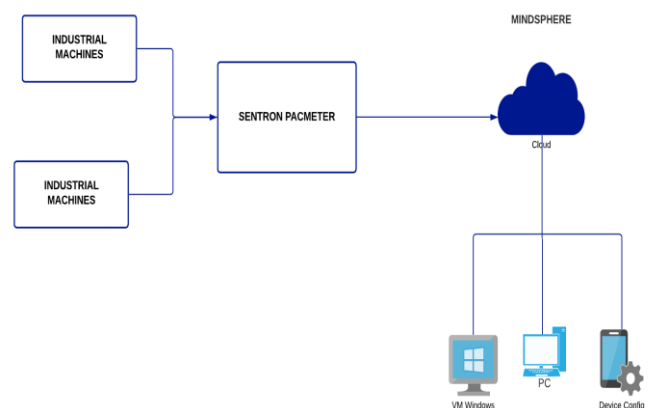 MINDSPHERE
INDUSTRIAL
MACHINES
SENTRON PACMETER
Cloud
INDUSTRIAL
MACHINES
PC
VM Windows
Device Config